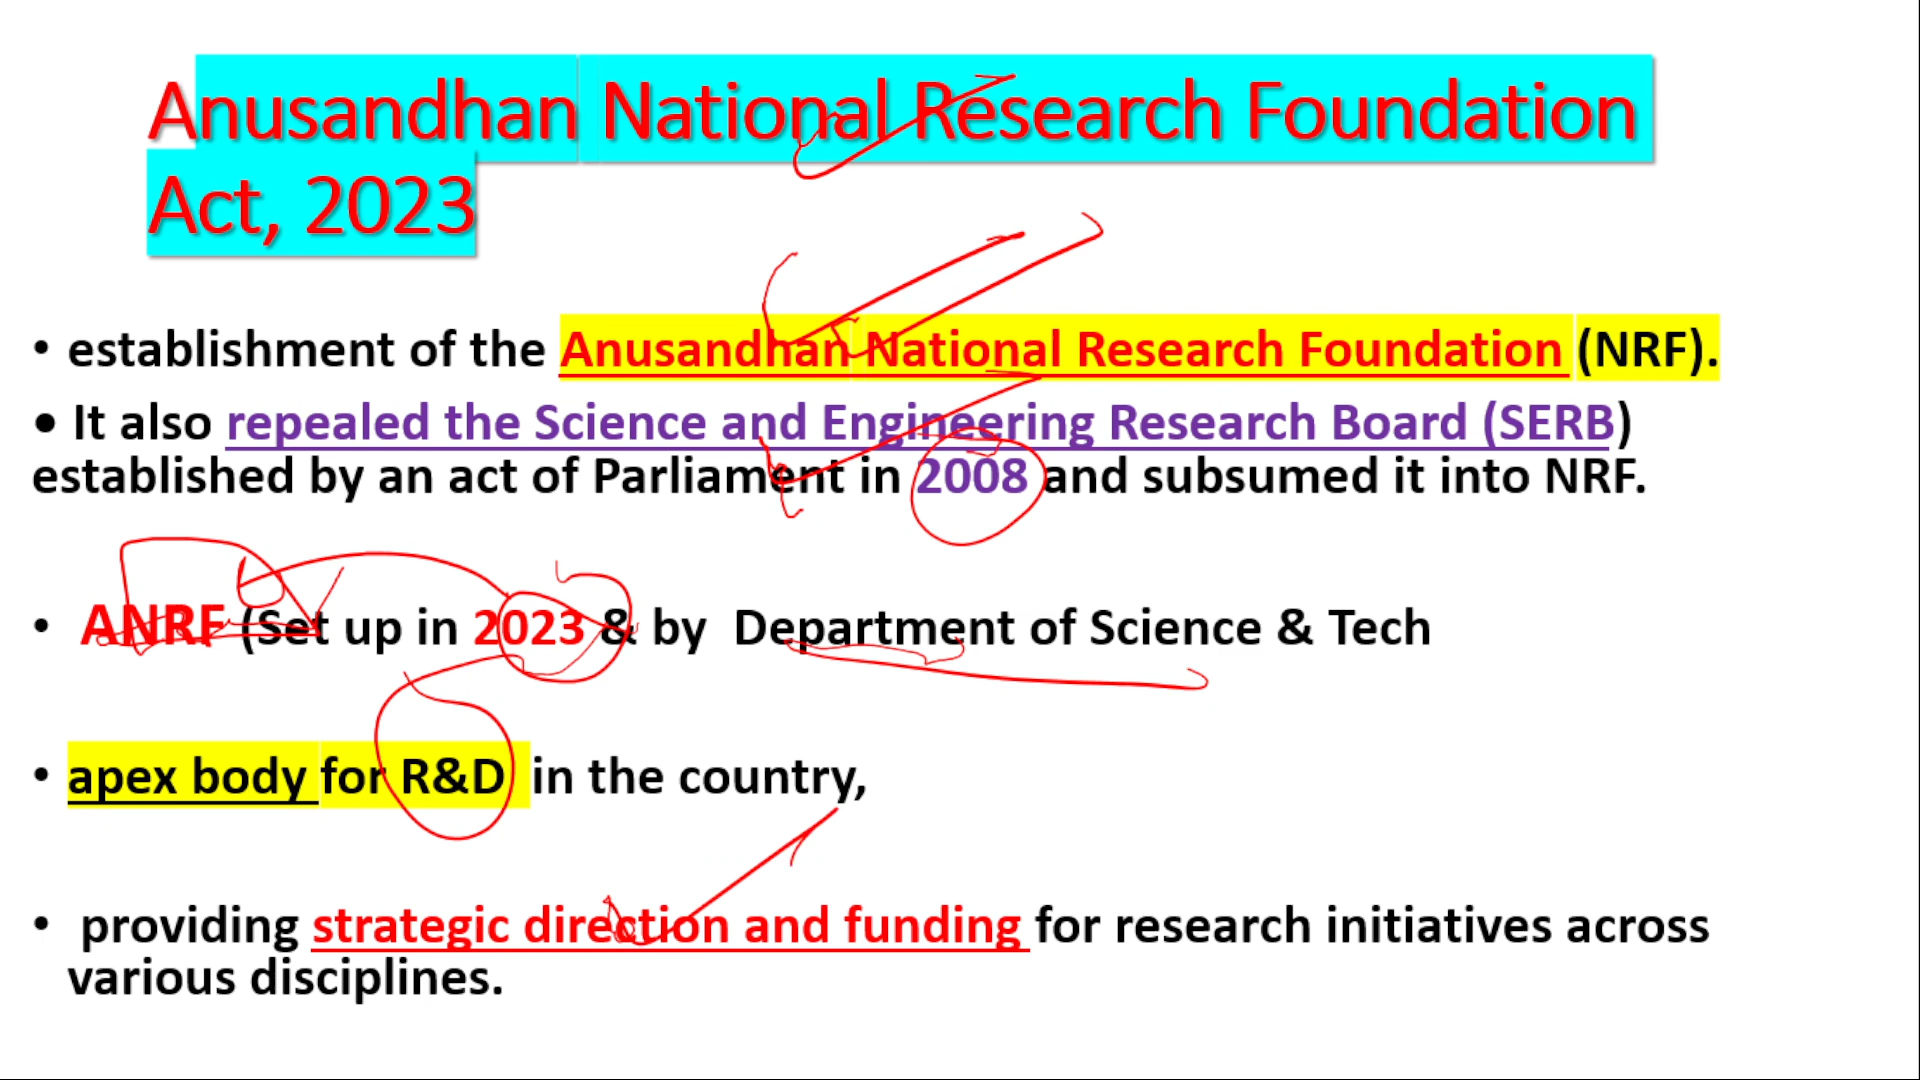 Anusandhan National Research Foundation
Act, 2023
• establishment of the Anusandhan National Research Foundation (NRF).
• It also repealed the Science and Engineering Research Board (SERB)
established by an act of Parliament in 2008 and subsumed it into NRF.
• ANRF (Set up in 2023 & by Department of Science & Tech
• apex body for R&D in the country,
• providing strategic direction and funding for research initiatives across
various disciplines.